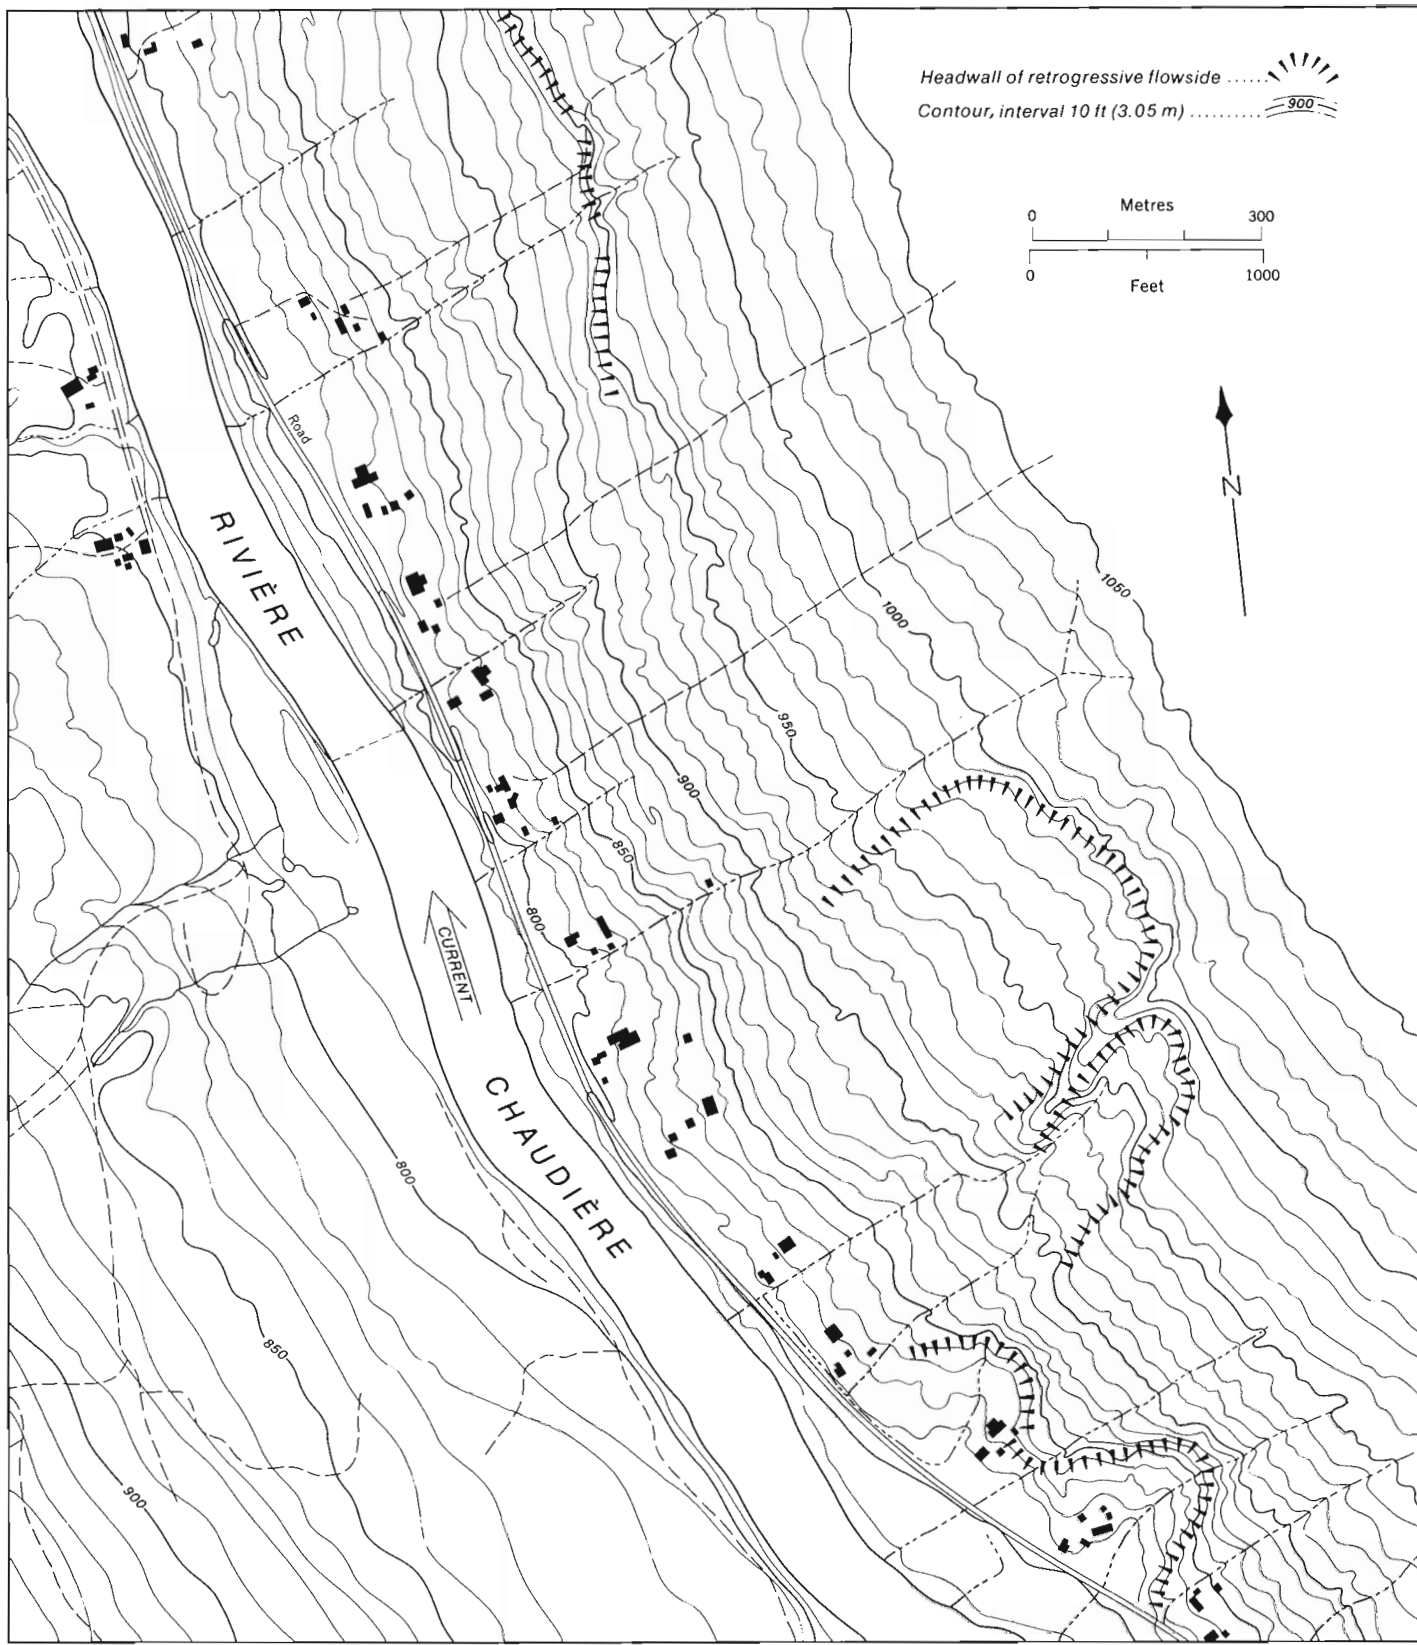 Headwall of retrogressive flowside ......
Contour, interval 10 ft (3.05 m) ..........
900
Metres
0 300
0 1000
Feet
N
Road
RIVIÈRE
1050
1000
950
900
850
800
CURRENT
CHAUDIÈRE
800
850
900